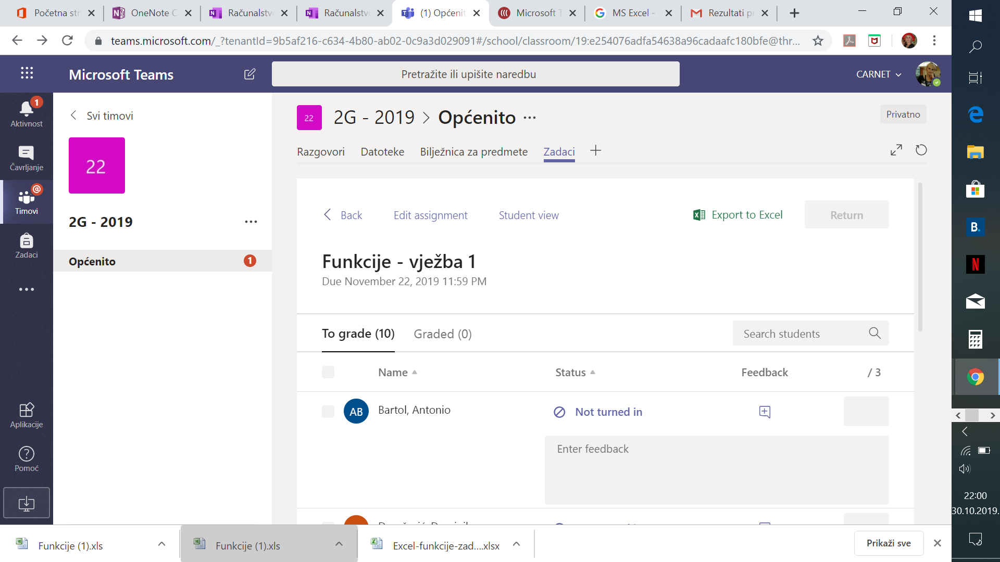 Početna str
OneNote C
Računalstv
Računalstv
(1) Općenit
Microsoft T
MS Excel -
Rezultati p
teams.microsoft.com/_?tenantId=9b5af216-c634-4b80-ab02-0c9a3d029091#/school/classroom/19:e254076adfa54638a96cadaafc180bfe@thr...
Microsoft Teams
Pretražite ili upišite naredbu
CARNET
1
Aktivnost
Čavrljanje
@
Timovi
Zadaci
Aplikacije
Pomoć
Svi timovi
22
2G - 2019
Općenito
1
22
2G - 2019 > Općenito
Privatno
Razgovori
Datoteke
Bilježnica za predmete
Zadaci
Back
Edit assignment
Student view
Export to Excel
Return
Funkcije - vježba 1
Due November 22, 2019 11:59 PM
To grade (10)
Graded (0)
Search students
Name
Status
Feedback
/ 3
AB
Bartol, Antonio
Not turned in
Enter feedback
Funkcije (1).xls
Funkcije (1).xls
Excel-funkcije-zad....xlsx
Prikaži sve
B.
N
22:00
30.10.2019.